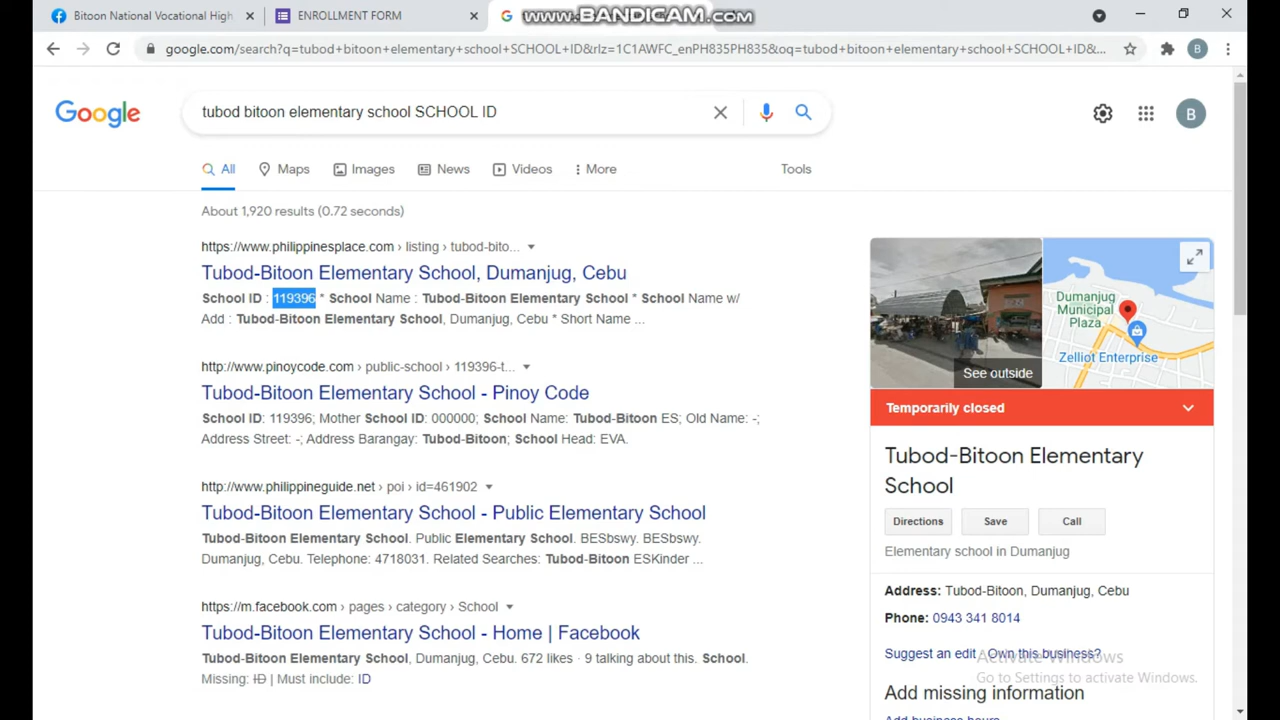 Bitoon National Vocational High
ENROLLMENT FORM
www.BANDICAM.com
google.com/search?q=tubod+bitoon+elementary+school+SCHOOL+ID&rlz=1C1AWFC_enPH835PH835&oq=tubod+bitoon+elementary+school+SCHOOL+ID&...
B
Google
tubod bitoon elementary school SCHOOL ID
B
All
Maps
Images
News
Videos
More
Tools
About 1,920 results (0.72 seconds)
https://www.philippinesplace.com › listing › tubod-bito...
Tubod-Bitoon Elementary School, Dumanjug, Cebu
School ID : 119396 * School Name : Tubod-Bitoon Elementary School * School Name w/
Add : Tubod-Bitoon Elementary School, Dumanjug, Cebu * Short Name ...
http://www.pinoycode.com › public-school › 119396-t...
Tubod-Bitoon Elementary School - Pinoy Code
School ID: 119396; Mother School ID: 000000; School Name: Tubod-Bitoon ES; Old Name: -;
Address Street: -; Address Barangay: Tubod-Bitoon; School Head: EVA.
http://www.philippineguide.net › poi › id=461902
Tubod-Bitoon Elementary School - Public Elementary School
Tubod-Bitoon Elementary School. Public Elementary School. BESbswy. BESbswy.
Dumanjug, Cebu. Telephone: 4718031. Related Searches: Tubod-Bitoon ESKinder ...
https://m.facebook.com › pages › category › School
Tubod-Bitoon Elementary School - Home | Facebook
Tubod-Bitoon Elementary School, Dumanjug, Cebu. 672 likes · 9 talking about this. School.
Missing: ID | Must include: ID
See outside
Dumanjug
Municipal
Plaza
Zelliot Enterprise
Temporarily closed
Tubod-Bitoon Elementary
School
Directions
Save
Call
Elementary school in Dumanjug
Address: Tubod-Bitoon, Dumanjug, Cebu
Phone: 0943 341 8014
Suggest an edit · Own this business?
Activate Windows
Go to Settings to activate Windows.
Add missing information
Add business hours